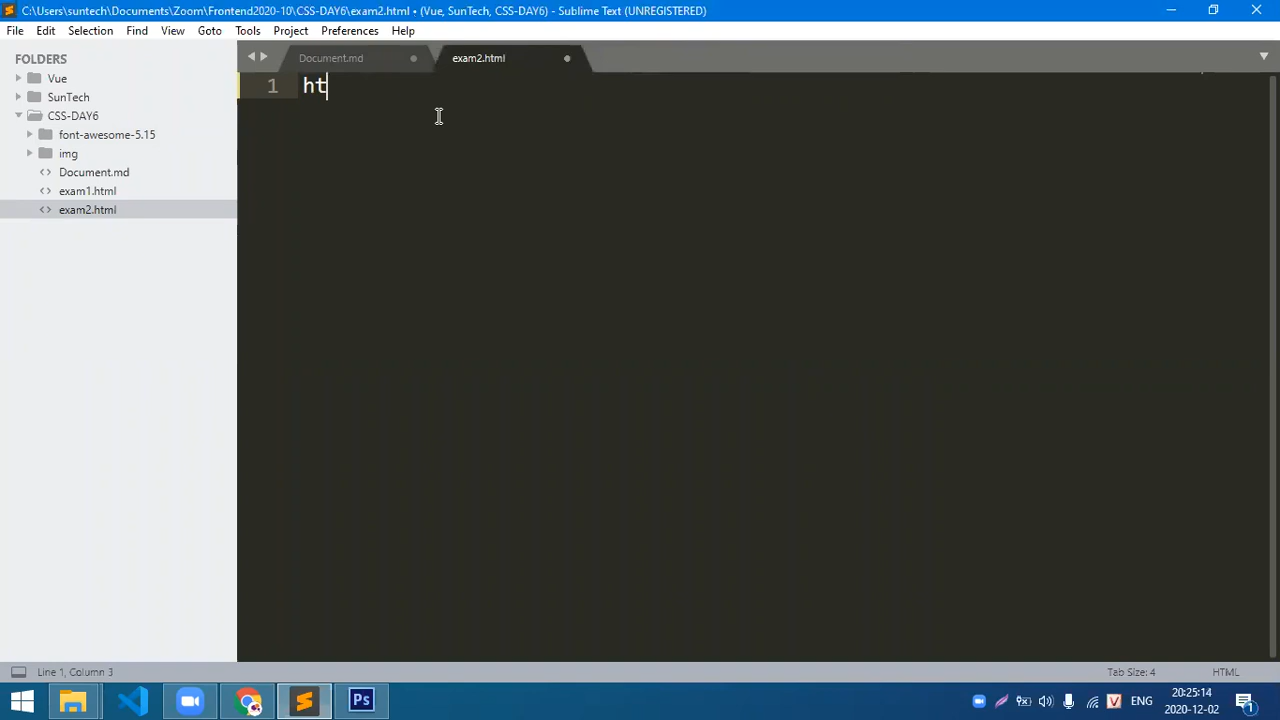 C:\Users\suntech\Documents\Zoom\Frontend2020-10\CSS-DAY6\exam2.html • (Vue, SunTech, CSS-DAY6) - Sublime Text (UNREGISTERED)
File Edit Selection Find View Goto Tools Project Preferences Help
FOLDERS
Vue
SunTech
CSS-DAY6
font-awesome-5.15
img
Document.md
exam1.html
exam2.html
Document.md exam2.html
1 ht
Line 1, Column 3 Tab Size: 4 HTML
Ps
V ENG
20:25:14
2020-12-02
1